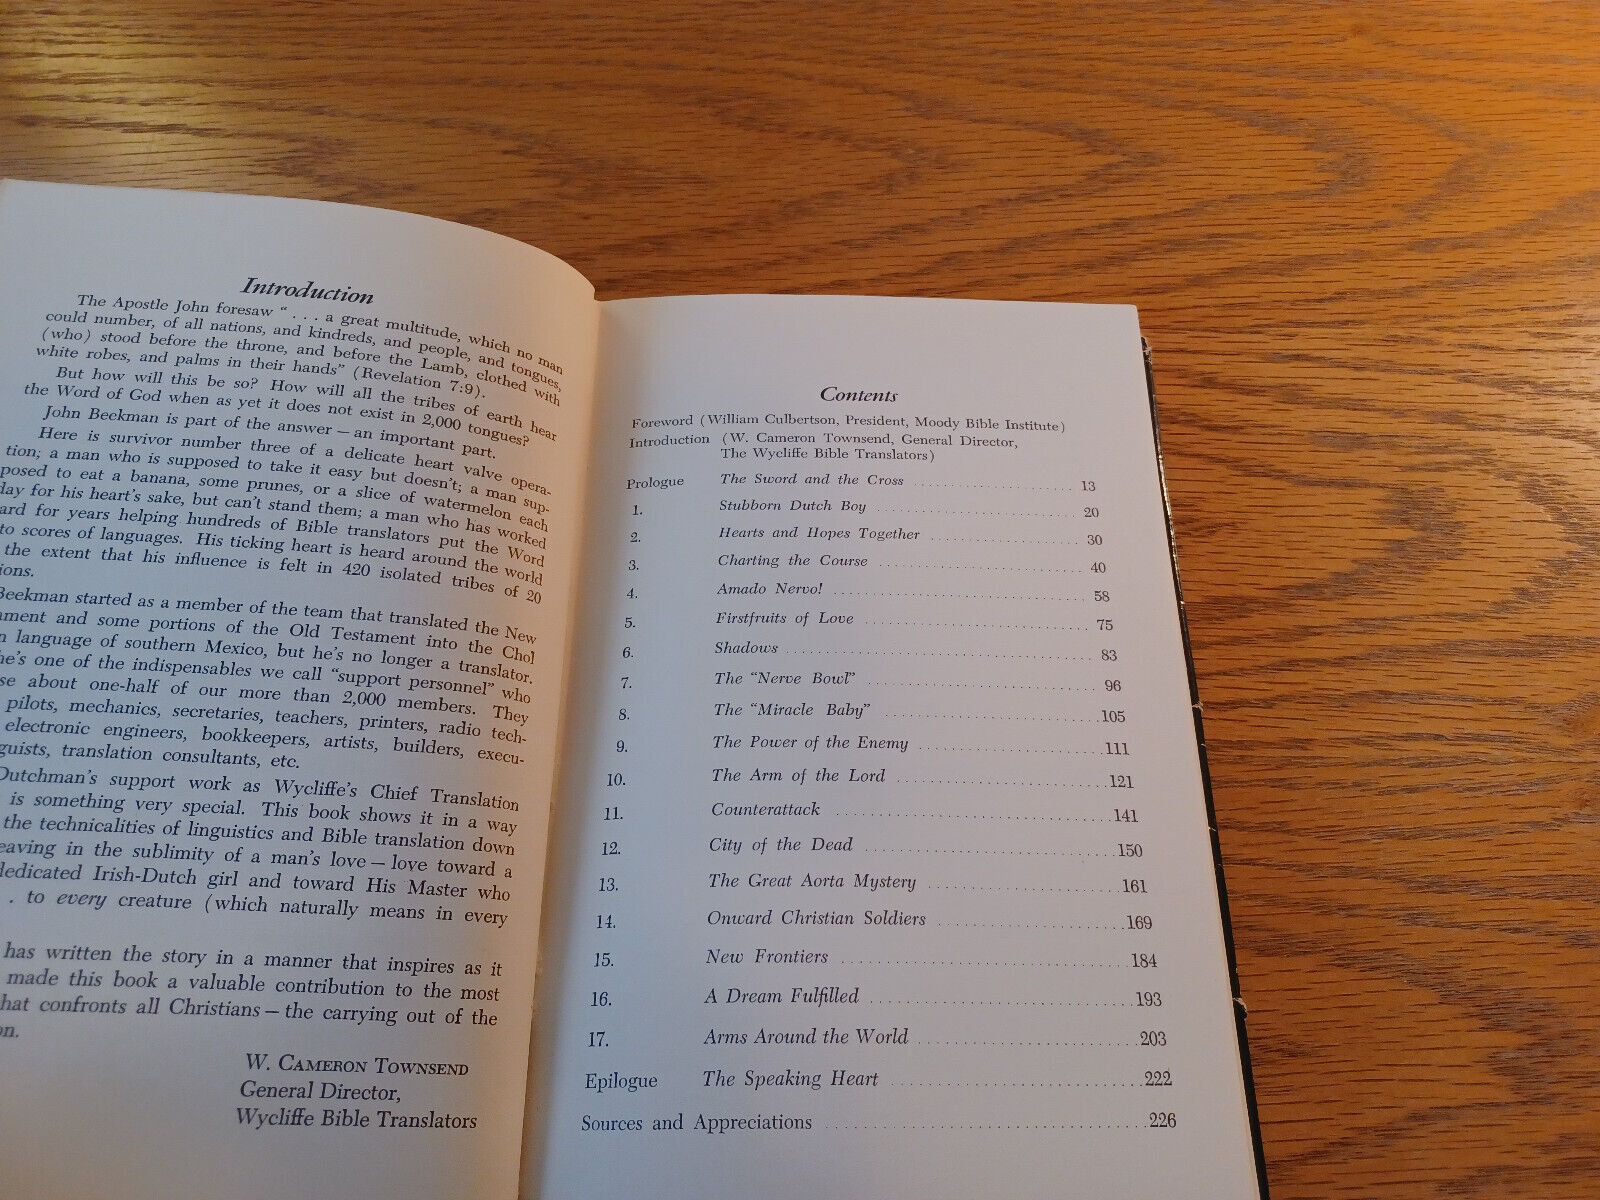 Introduction
The Apostle John foresaw “ . . . a great multitude, which no man
could number, of all nations, and kindreds, and people, and tongues,
(who) stood before the throne, and before the Lamb, clothed with
white robes, and palms in their hands” (Revelation 7:9).
But how will this be so? How will all the tribes of earth hear
the Word of God when as yet it does not exist in 2,000 tongues?
John Beekman is part of the answer — an important part.
Here is survivor number three of a delicate heart valve opera-
tion; a man who is supposed to take it easy but doesn't; a man sup-
posed to eat a banana, some prunes, or a slice of watermelon each
day for his heart's sake, but can't stand them; a man who has worked
ard for years helping hundreds of Bible translators put the Word
to scores of languages. His ticking heart is heard around the world
the extent that his influence is felt in 420 isolated tribes of 20
ions.
Beekman started as a member of the team that translated the New
ament and some portions of the Old Testament into the Chol
n language of southern Mexico, but he's no longer a translator.
he's one of the indispensables we call “support personnel” who
se about one-half of our more than 2,000 members. They
pilots, mechanics, secretaries, teachers, printers, radio tech-
electronic engineers, bookkeepers, artists, builders, execu-
guists, translation consultants, etc.
Dutchman's support work as Wycliffe's Chief Translation
is something very special. This book shows it in a way
the technicalities of linguistics and Bible translation down
eaving in the sublimity of a man's love — love toward a
dedicated Irish-Dutch girl and toward His Master who
. to every creature (which naturally means in every
has written the story in a manner that inspires as it
made this book a valuable contribution to the most
hat confronts all Christians — the carrying out of the
on.
W. Cameron Townsend
General Director,
Wycliffe Bible Translators
Contents
Foreword (William Culbertson, President, Moody Bible Institute)
Introduction (W. Cameron Townsend, General Director,
The Wycliffe Bible Translators)
Prologue The Sword and the Cross 13
1. Stubborn Dutch Boy 20
2. Hearts and Hopes Together 30
3. Charting the Course 40
4. Amado Nervo! 58
5. Firstfruits of Love 75
6. Shadows 83
7. The “Nerve Bowl” 96
8. The “Miracle Baby” 105
9. The Power of the Enemy 111
10. The Arm of the Lord 121
11. Counterattack 141
12. City of the Dead 150
13. The Great Aorta Mystery 161
14. Onward Christian Soldiers 169
15. New Frontiers 184
16. A Dream Fulfilled 193
17. Arms Around the World 203
Epilogue The Speaking Heart 222
Sources and Appreciations 226